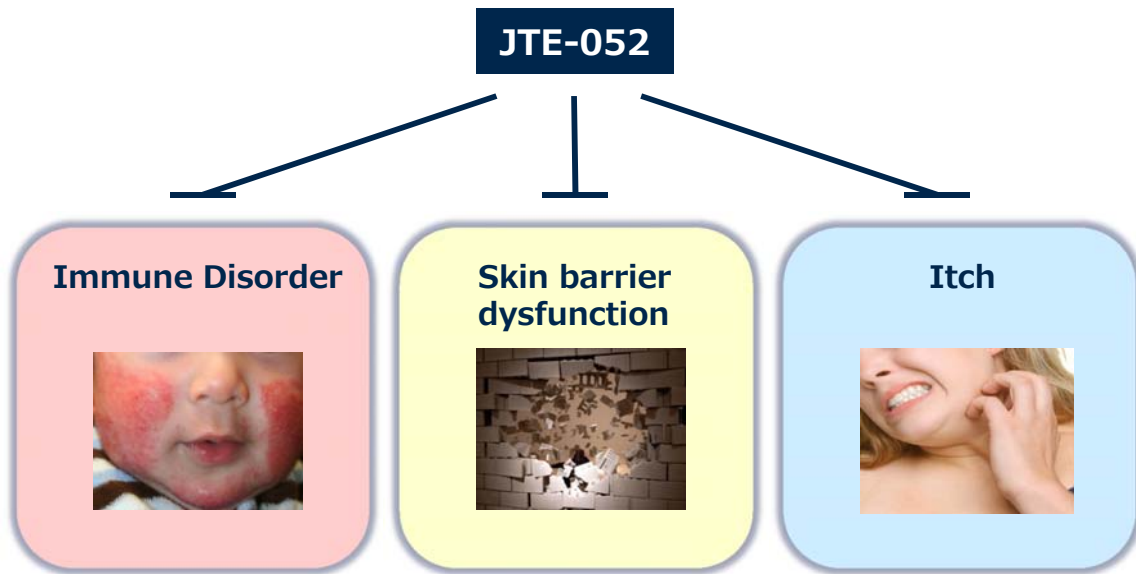 JTE-052
Immune Disorder
Skin barrier
dysfunction
Itch